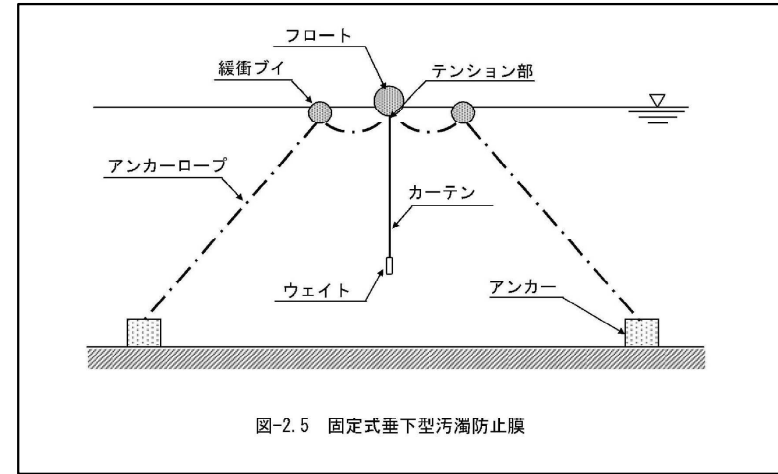 フロート
緩衝ブイ
テンション部
アンカーロープ
カーテン
ウェイト
アンカー
図-2.5 固定式垂下型汚濁防止膜